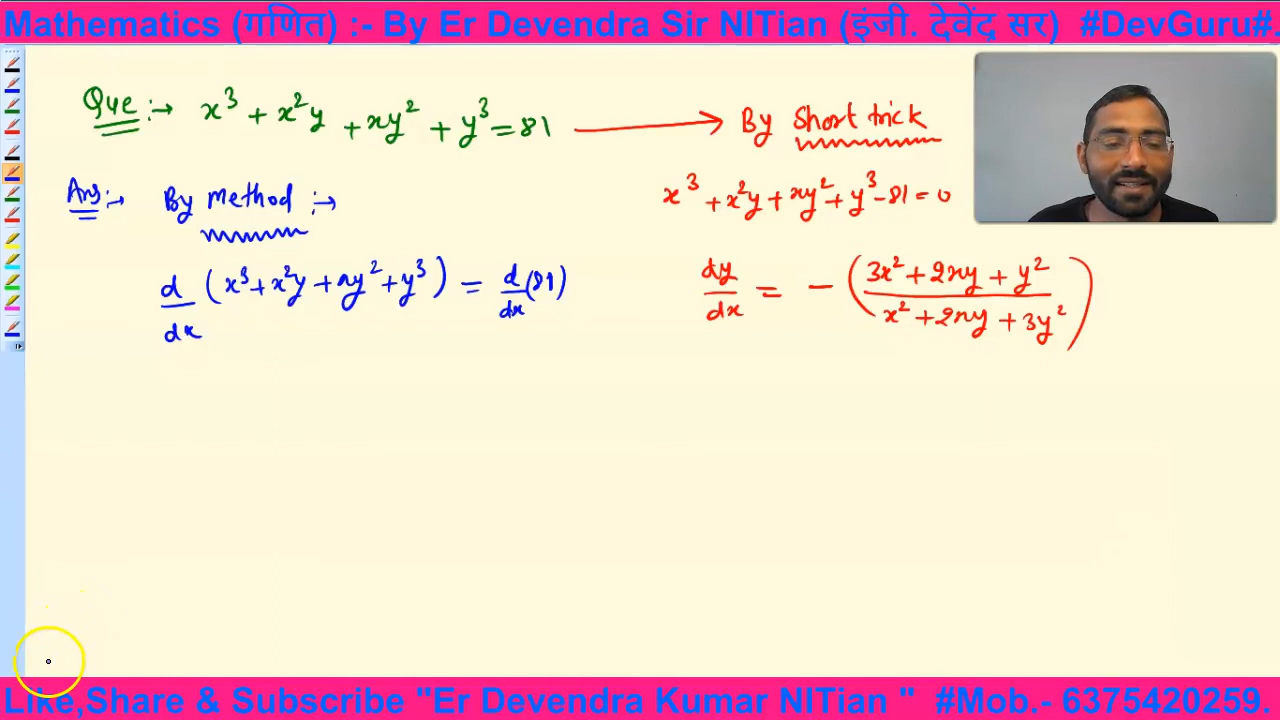 Mathematics (गणित) :- By Er Devendra Sir NITian (इंजी. देवेंद्र सर) #DevGuru#.
Que :→ x³ + x²y + xy² + y³ = 81 → By Short trick
x³ + x²y + xy² + y³ - 81 = 0
Ans :→ By method :→
d/dx (x³ + x²y + xy² + y³) = d/dx (81)
dy/dx = - (3x² + 2xy + y² / x² + 2xy + 3y²)
Like,Share & Subscribe "Er Devendra Kumar NITian " #Mob.- 6375420259.